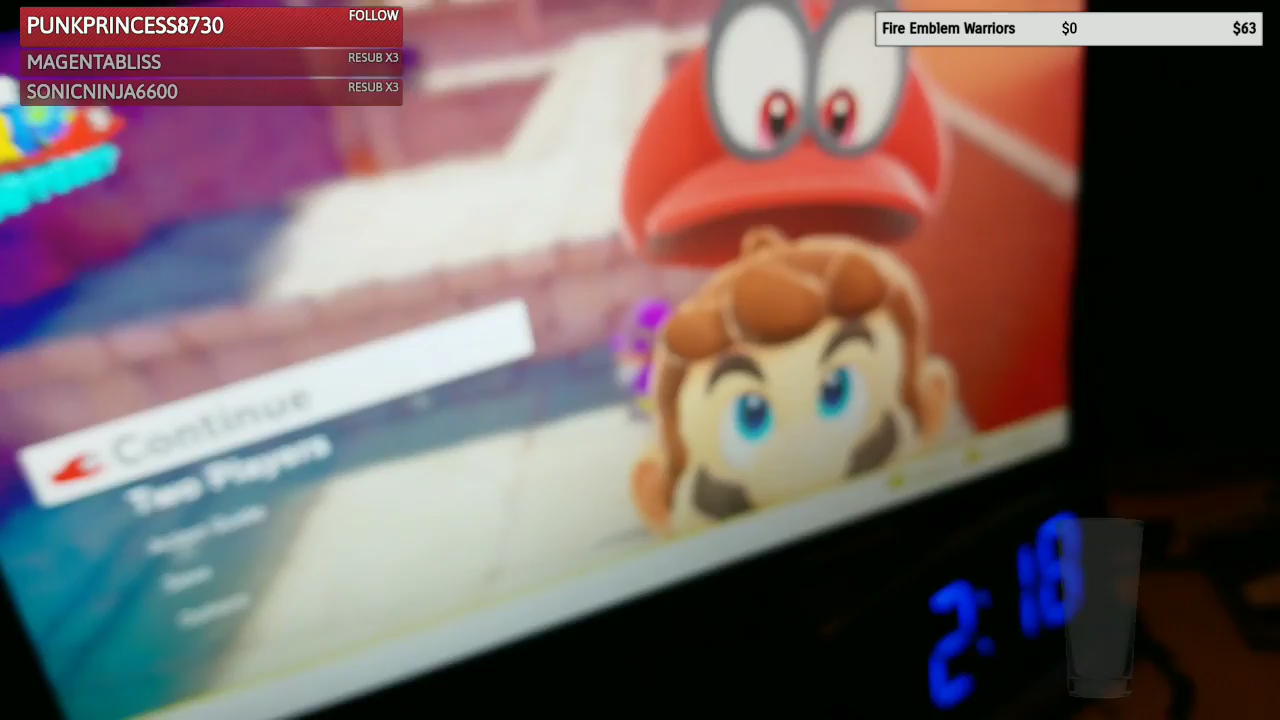 PUNKPRINCESS8730 FOLLOW
MAGENTABLISS RESUB X3
SONICNINJA6600 RESUB X3
Fire Emblem Warriors $0 $63
Continue
Two Players
2:18